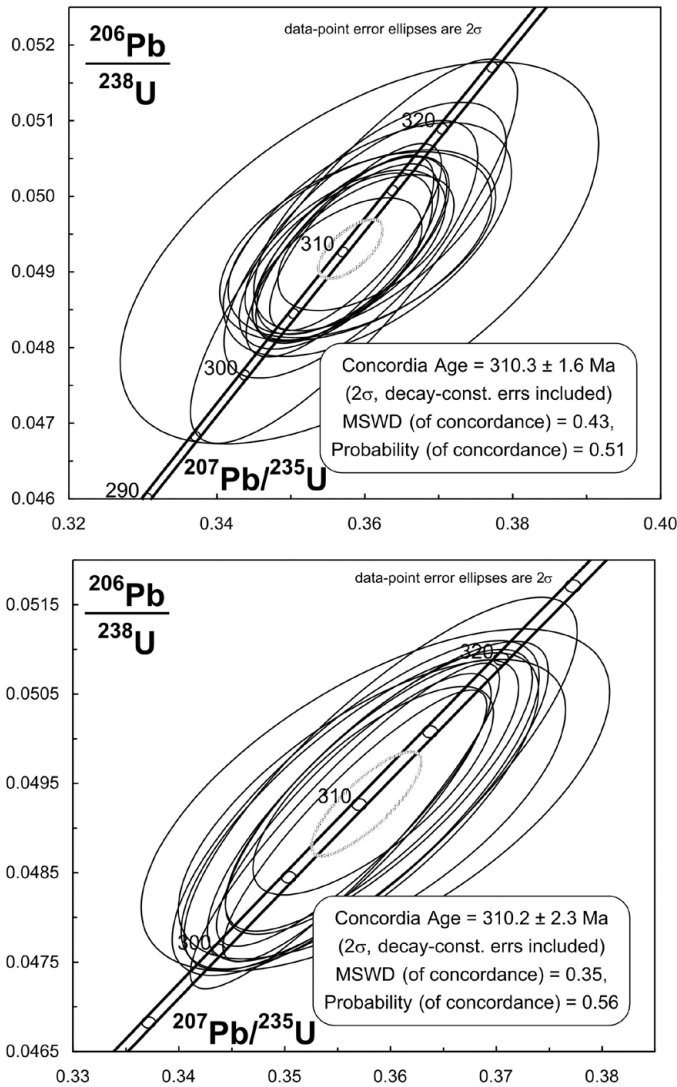 0.052
0.051
0.050
0.049
0.048
0.047
0.046
²⁰⁶Pb
²³⁸U
data-point error ellipses are 2σ
320
310
300
290
Concordia Age = 310.3 ± 1.6 Ma
(2σ, decay-const. errs included)
MSWD (of concordance) = 0.43,
Probability (of concordance) = 0.51
²⁰⁷Pb/²³⁵U
0.32 0.34 0.36 0.38 0.40
0.0515
0.0505
0.0495
0.0485
0.0475
0.0465
²⁰⁶Pb
²³⁸U
data-point error ellipses are 2σ
320
310
300
Concordia Age = 310.2 ± 2.3 Ma
(2σ, decay-const. errs included)
MSWD (of concordance) = 0.35,
Probability (of concordance) = 0.56
²⁰⁷Pb/²³⁵U
0.33 0.34 0.35 0.36 0.37 0.38